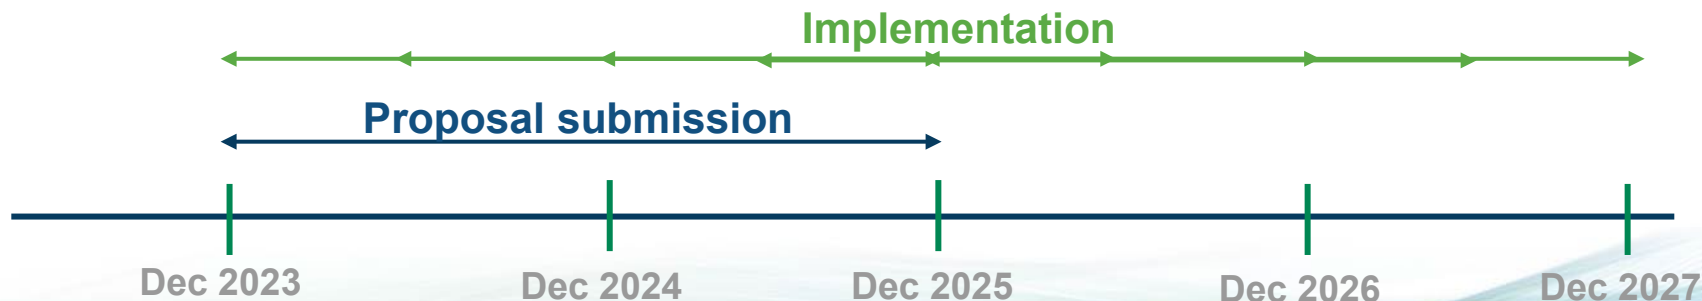 Implementation
Proposal submission
Dec 2023
Dec 2024
Dec 2025
Dec 2026
Dec 2027